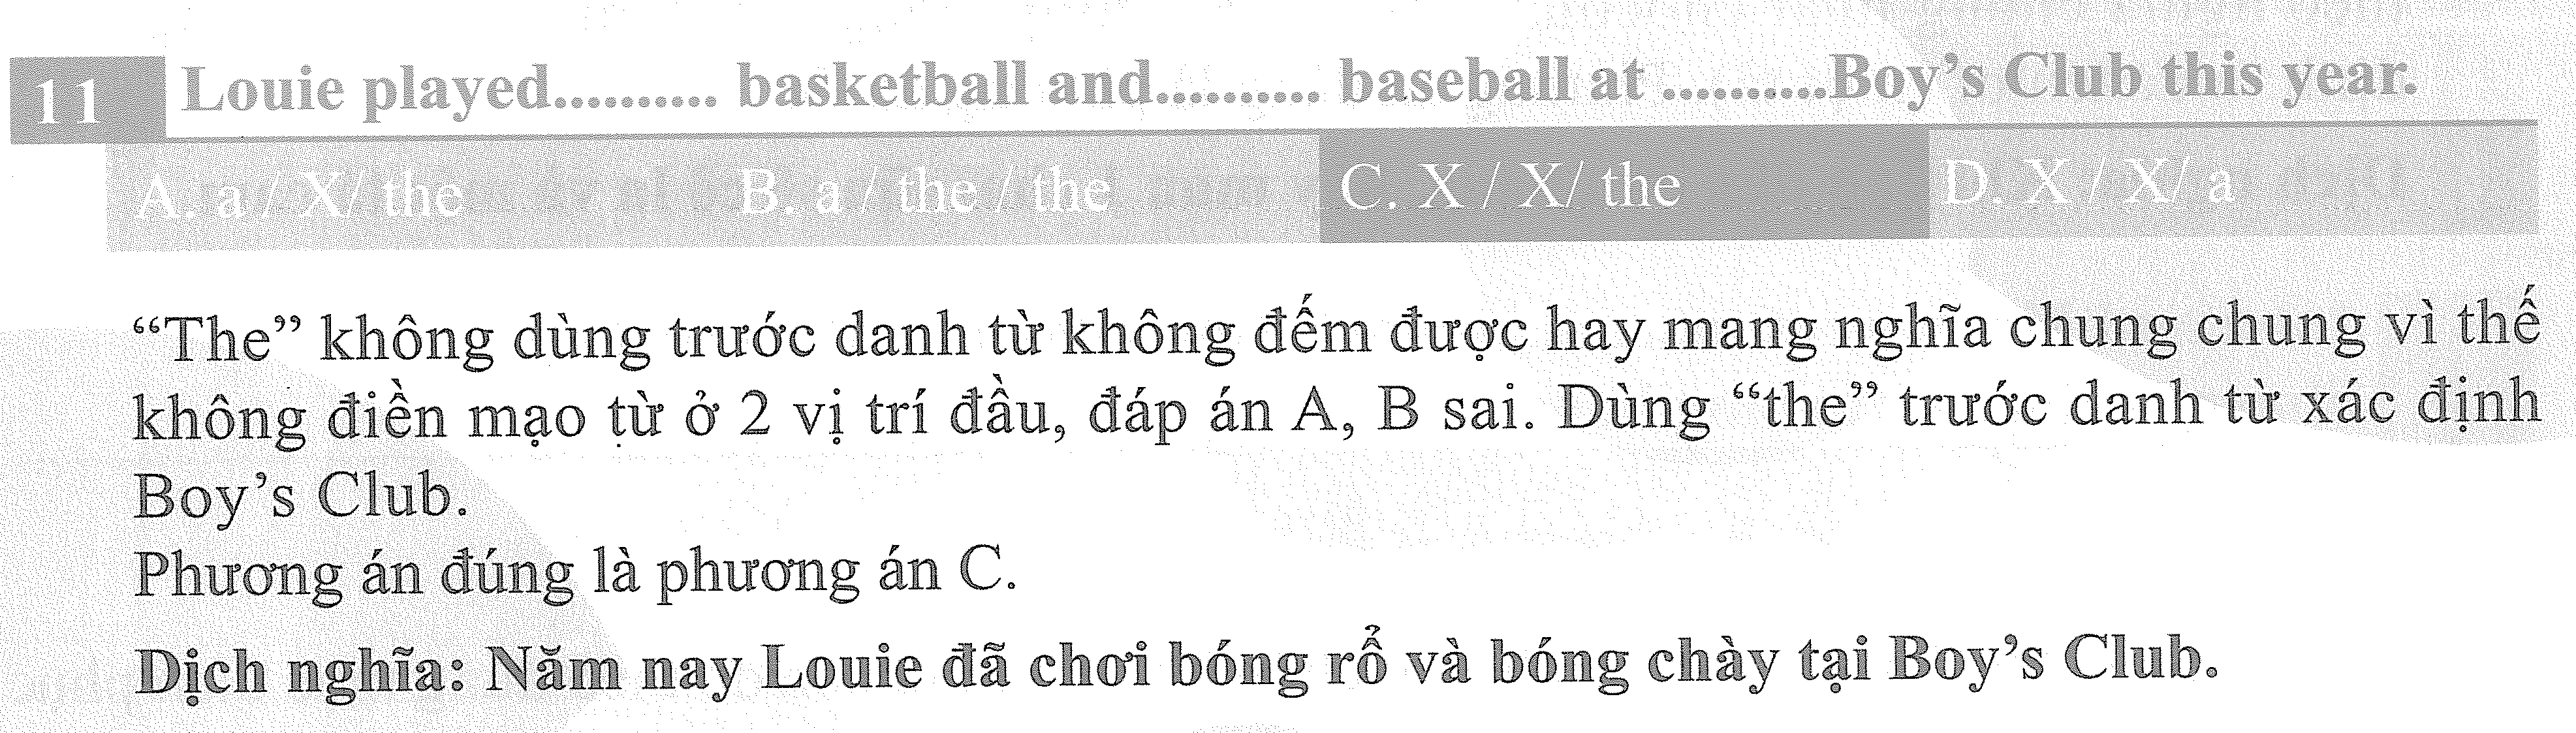 11 Louie played.......... basketball and.......... baseball at ..........Boy’s Club this year.
A. a / X/ the B. a / the / the C. X / X/ the D. X / X/ a
“The” không dùng trước danh từ không đếm được hay mang nghĩa chung chung vì thế
không điền mạo từ ở 2 vị trí đầu, đáp án A, B sai. Dùng “the” trước danh từ xác định
Boy’s Club.
Phương án đúng là phương án C.
Dịch nghĩa: Năm nay Louie đã chơi bóng rổ và bóng chày tại Boy’s Club.